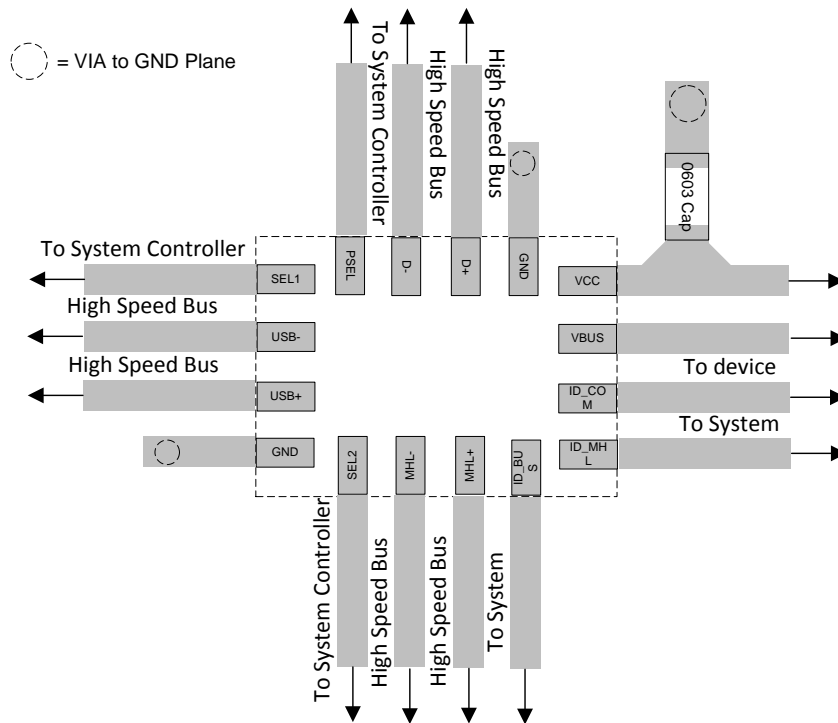 = VIA to GND Plane
To System Controller
High Speed Bus
High Speed Bus
0603 Cap
To System Controller
High Speed Bus
High Speed Bus
PSEL
D-
D+
GND
SEL1
USB-
USB+
GND
VCC
VBUS
ID_CO
M
ID_MH
L
To device
To System
SEL2
MHL-
MHL+
ID_BU
S
To System Controller
High Speed Bus
High Speed Bus
To System